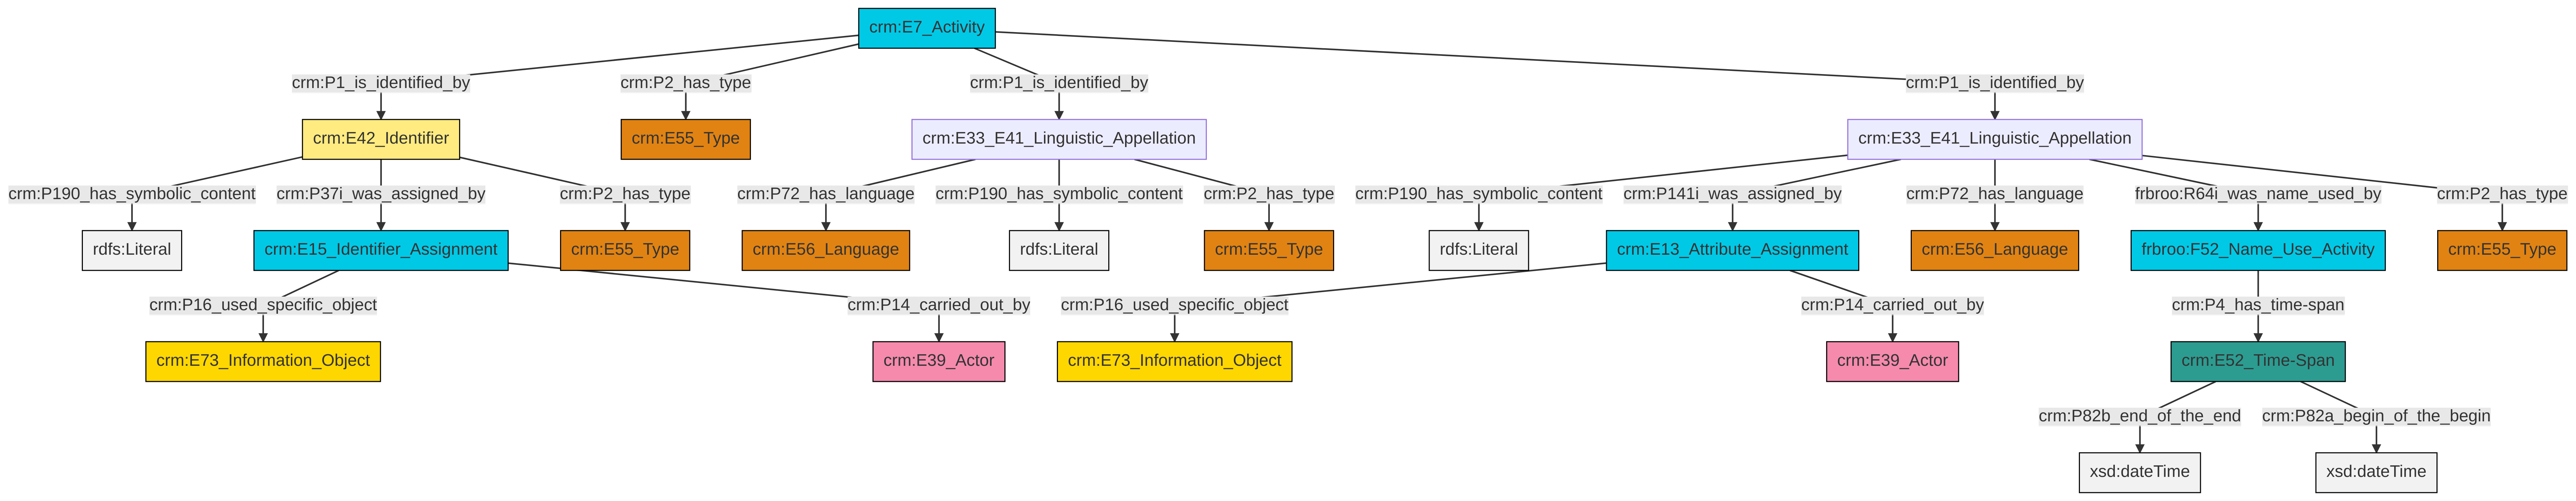 crm:E7_Activity
crm:P1_is_identified_by
crm:P2_has_type
crm:P1_is_identified_by
crm:P1_is_identified_by
crm:E42_Identifier
crm:E55_Type
crm:E33_E41_Linguistic_Appellation
crm:E33_E41_Linguistic_Appellation
crm:P190_has_symbolic_content
crm:P37i_was_assigned_by
crm:P2_has_type
crm:P72_has_language
crm:P190_has_symbolic_content
crm:P2_has_type
crm:P190_has_symbolic_content
crm:P141i_was_assigned_by
crm:P72_has_language
frbroo:R64i_was_name_used_by
crm:P2_has_type
rdfs:Literal
crm:E15_Identifier_Assignment
crm:E55_Type
crm:E56_Language
rdfs:Literal
crm:E55_Type
rdfs:Literal
crm:E13_Attribute_Assignment
crm:E56_Language
frbroo:F52_Name_Use_Activity
crm:E55_Type
crm:P16_used_specific_object
crm:P14_carried_out_by
crm:P16_used_specific_object
crm:P14_carried_out_by
crm:P4_has_time-span
crm:E73_Information_Object
crm:E39_Actor
crm:E73_Information_Object
crm:E39_Actor
crm:E52_Time-Span
crm:P82b_end_of_the_end
crm:P82a_begin_of_the_begin
xsd:dateTime
xsd:dateTime